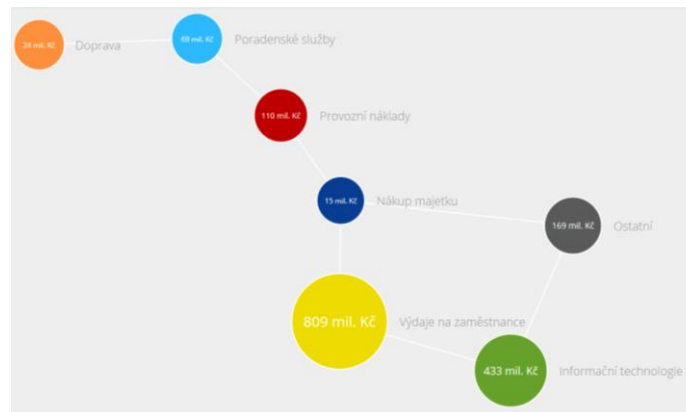 mil. Kč
Doprava
69 mil. Kč
Poradenské služby
110 mil. Kč
Provozní náklady
15 mil. Kč
Nákup majetku
169 mil. Kč
Ostatní
809 mil. Kč
Výdaje na zaměstnance
433 mil. Kč
Informační technologie